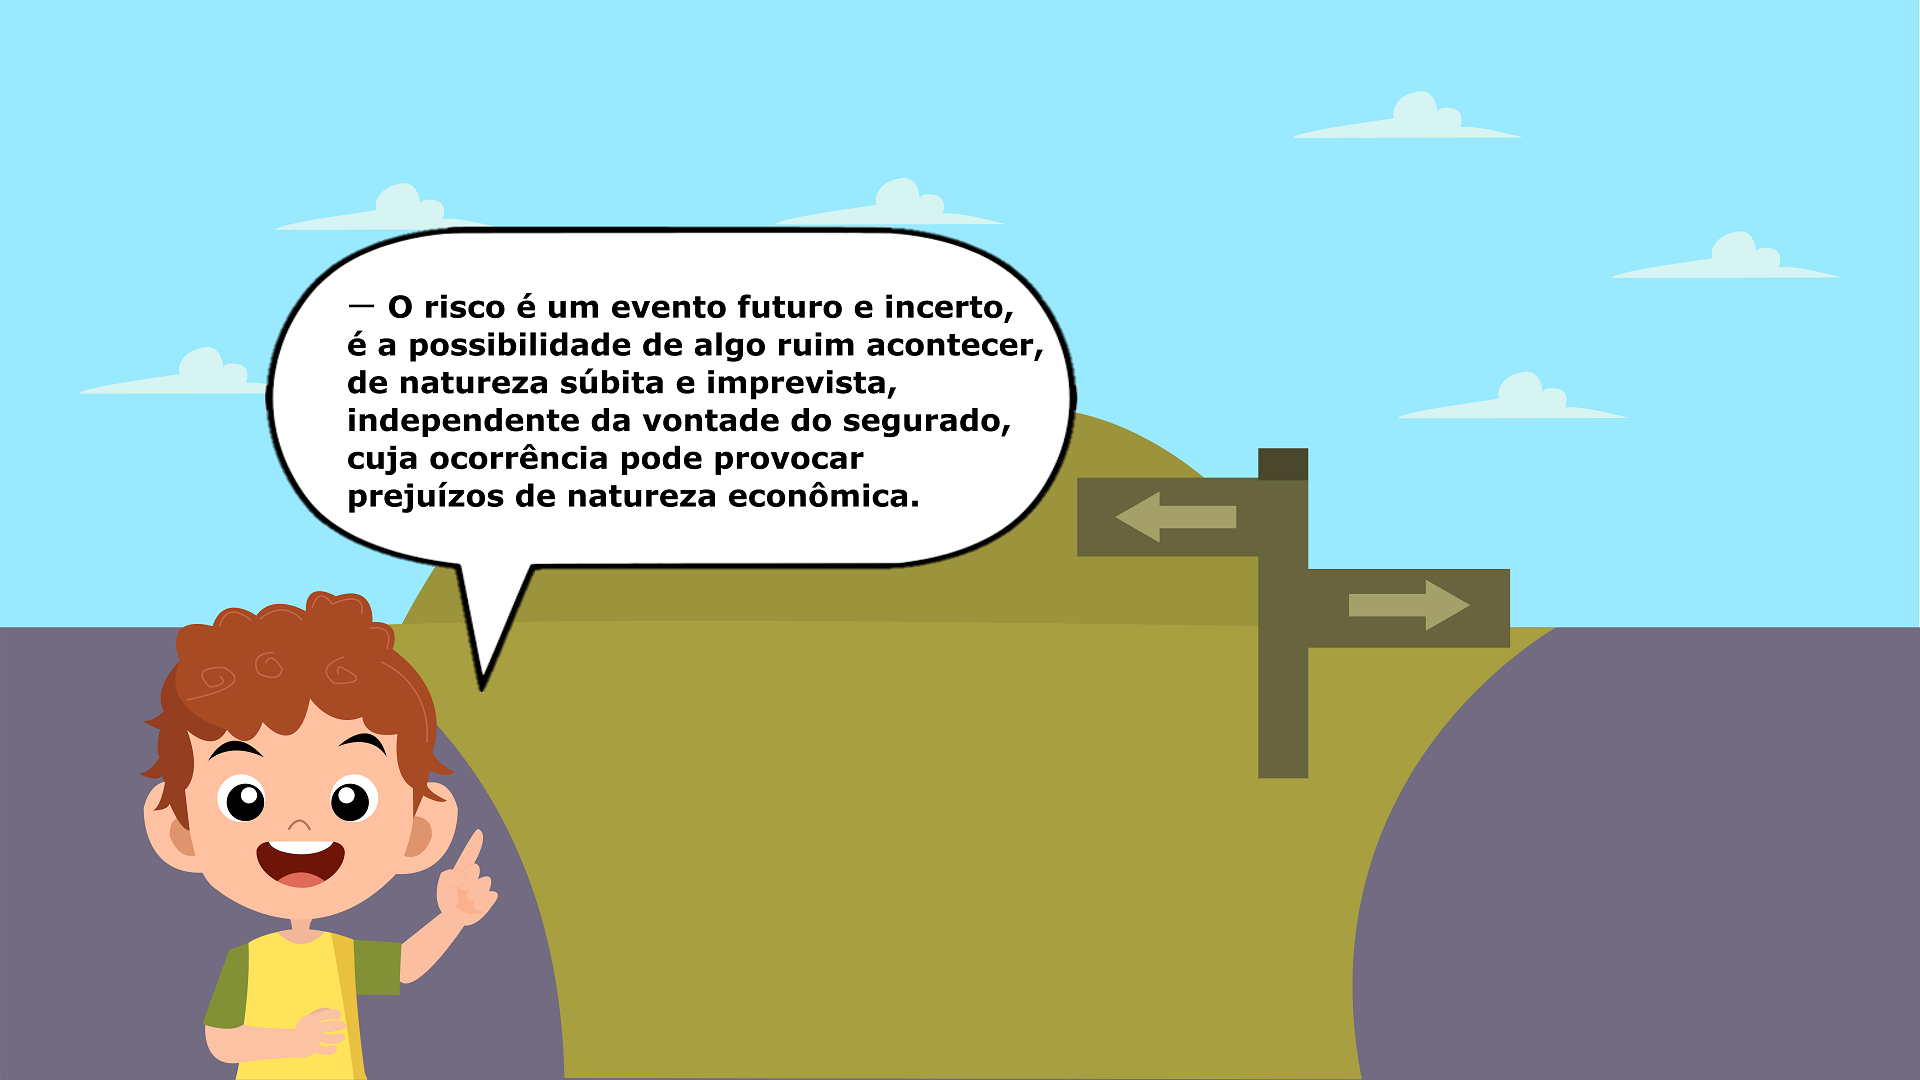 — O risco é um evento futuro e incerto,
é a possibilidade de algo ruim acontecer,
de natureza súbita e imprevista,
independente da vontade do segurado,
cuja ocorrência pode provocar
prejuízos de natureza econômica.